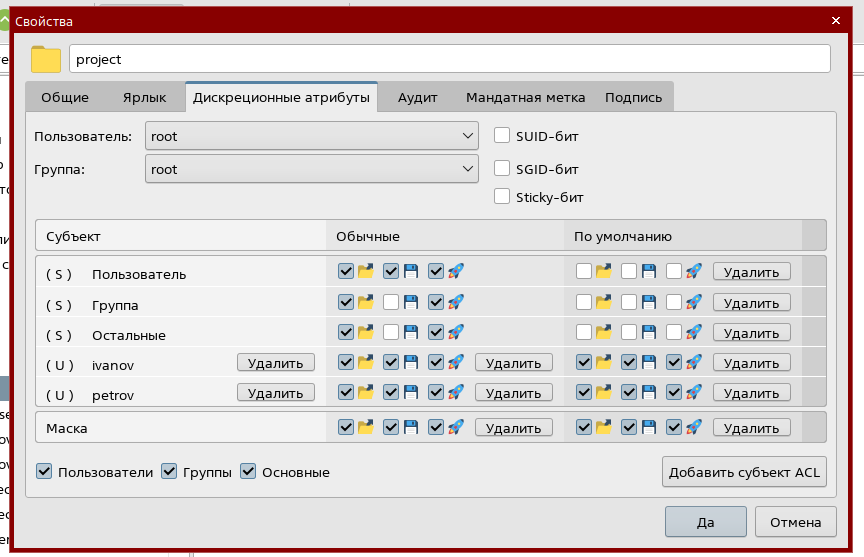 Свойства
project
Общие Ярлык Дискреционные атрибуты Аудит Мандатная метка Подпись
Пользователь: root SUID-бит
Группа: root SGID-бит
Sticky-бит
Субъект Обычные По умолчанию
( S ) Пользователь Удалить
( S ) Группа Удалить
( S ) Остальные Удалить
( U ) ivanov Удалить Удалить Удалить
( U ) petrov Удалить Удалить Удалить
Маска Удалить Удалить
Пользователи Группы Основные Добавить субъект ACL
Да Отмена